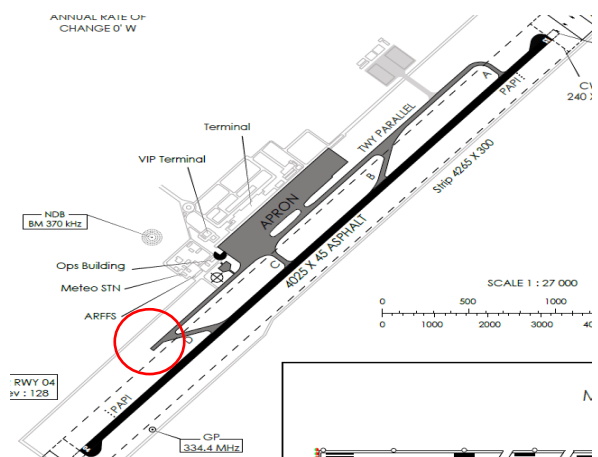 ANNUAL RATE OF
CHANGE 0' W
A
PAPI
240 X
Terminal
TWY PARALLEL
VIP Terminal
B
Strip 4265 X 300
APRON
NDB
BM 370 kHz
4025 X 45 ASPHALT
C
Ops Building
Meteo STN
SCALE 1 : 27 000
ARFFS
0 500 1000
0 1000 2000 3000
D
RWY 04
: 128
PAPI
GP
334.4 MHz